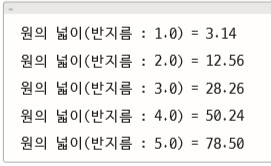 원의 넓이(반지름 : 1.0) = 3.14
원의 넓이(반지름 : 2.0) = 12.56
원의 넓이(반지름 : 3.0) = 28.26
원의 넓이(반지름 : 4.0) = 50.24
원의 넓이(반지름 : 5.0) = 78.50